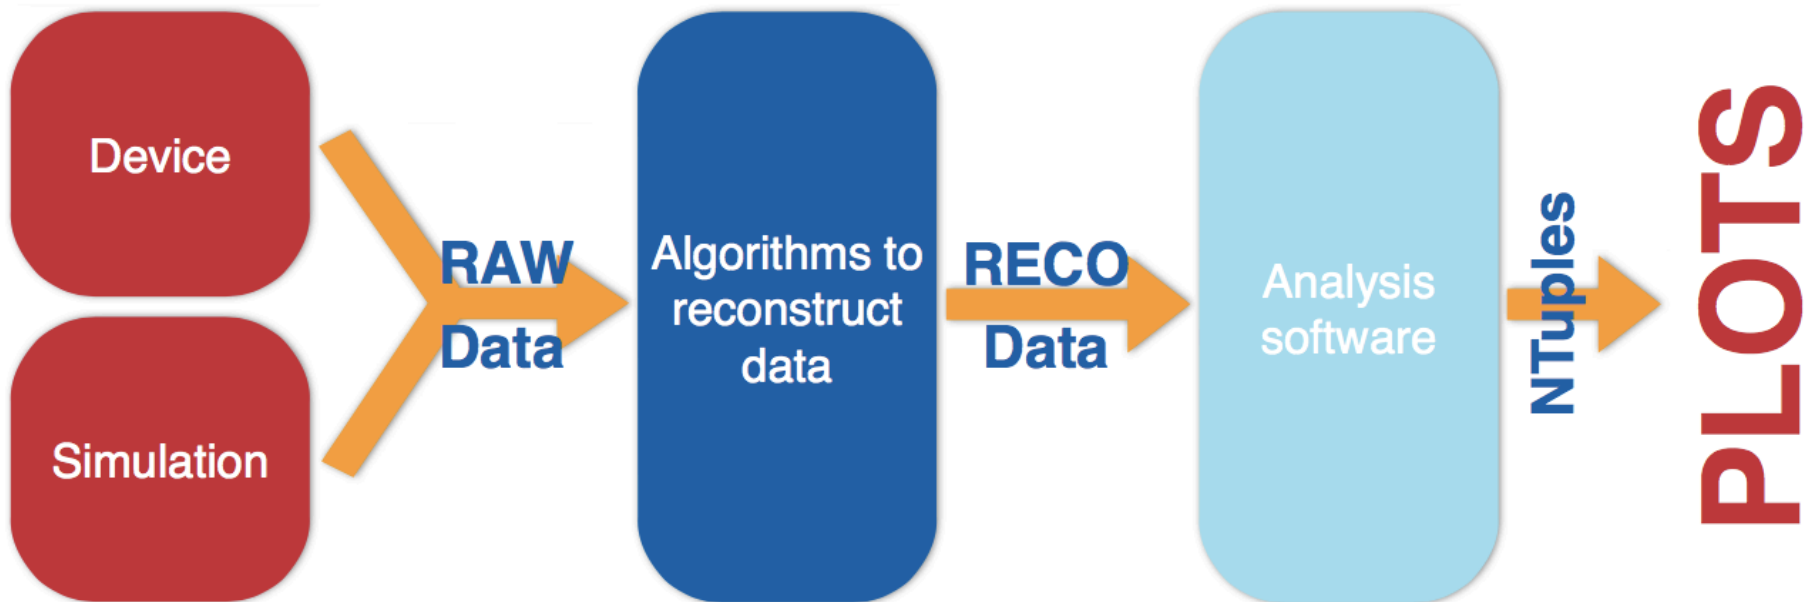 Device
Simulation
RAW
Data
Algorithms to
reconstruct
data
RECO
Data
Analysis
software
NTuples
PLOTS